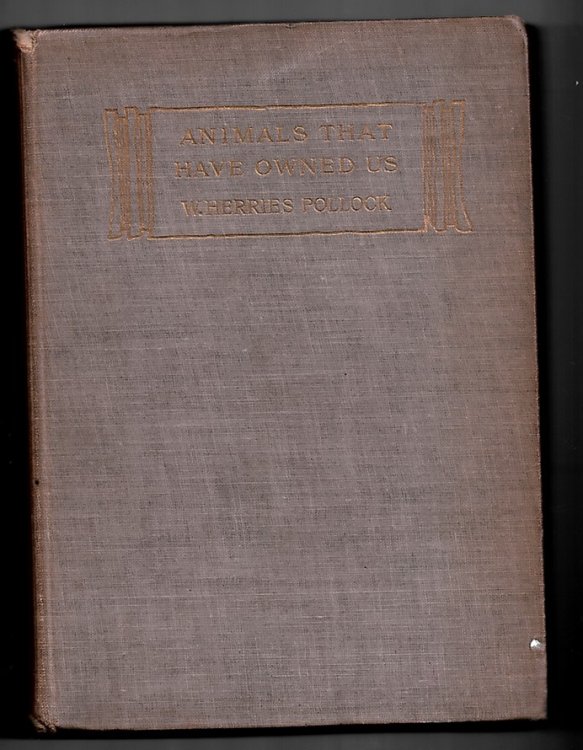 ANIMALS THAT
HAVE OWNED US
W. HERRIES POLLOCK